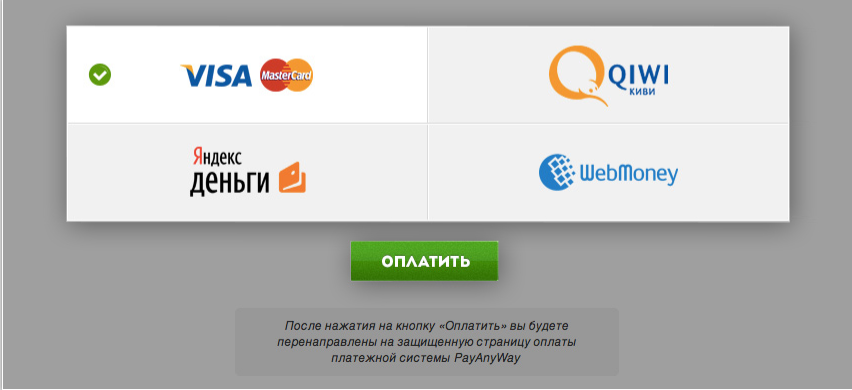 VISA MasterCard
QIWI
КИВИ
Яндекс
деньги
WebMoney
ОПЛАТИТЬ
После нажатия на кнопку «Оплатить» вы будете
перенаправлены на защищенную страницу оплаты
платежной системы PayAnyWay